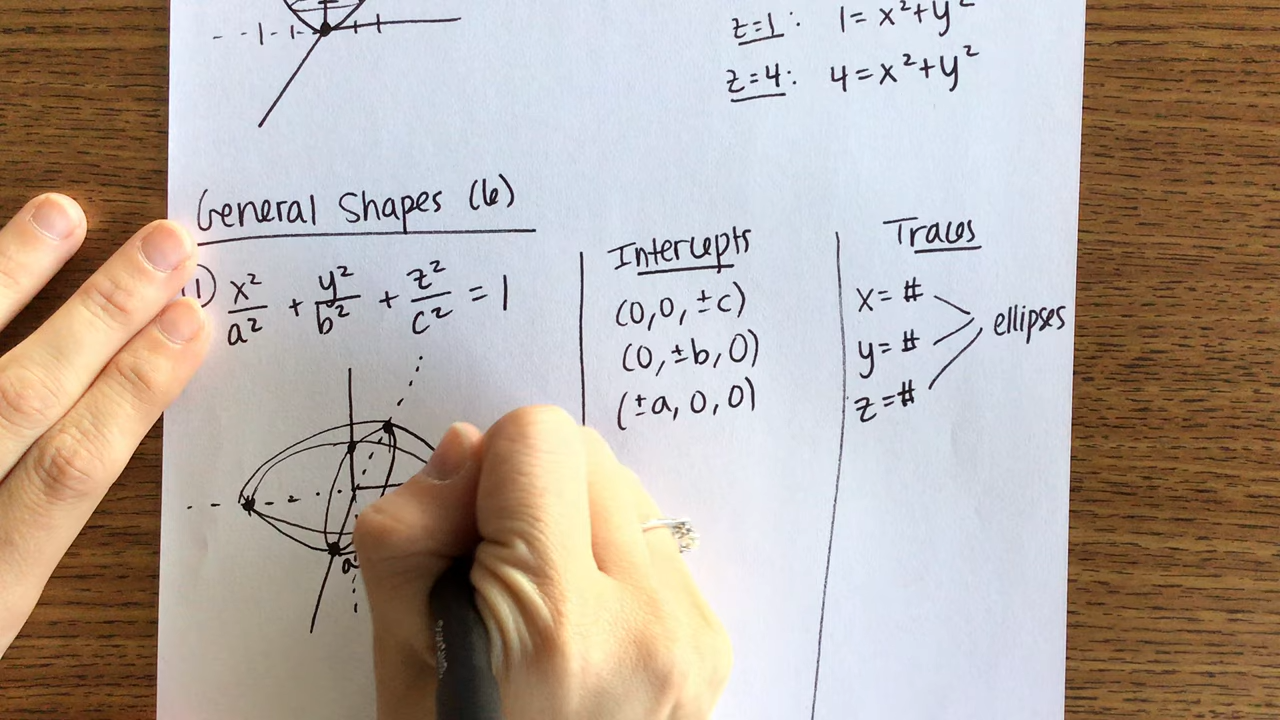 z=1: 1=x²+y²
z=4: 4=x²+y²
General Shapes (6)
① x²/a² + y²/b² + z²/c² = 1
Intercepts
(0,0,±c)
(0,±b,0)
(±a,0,0)
Traces
x=#
y=#
z=#
ellipses
a